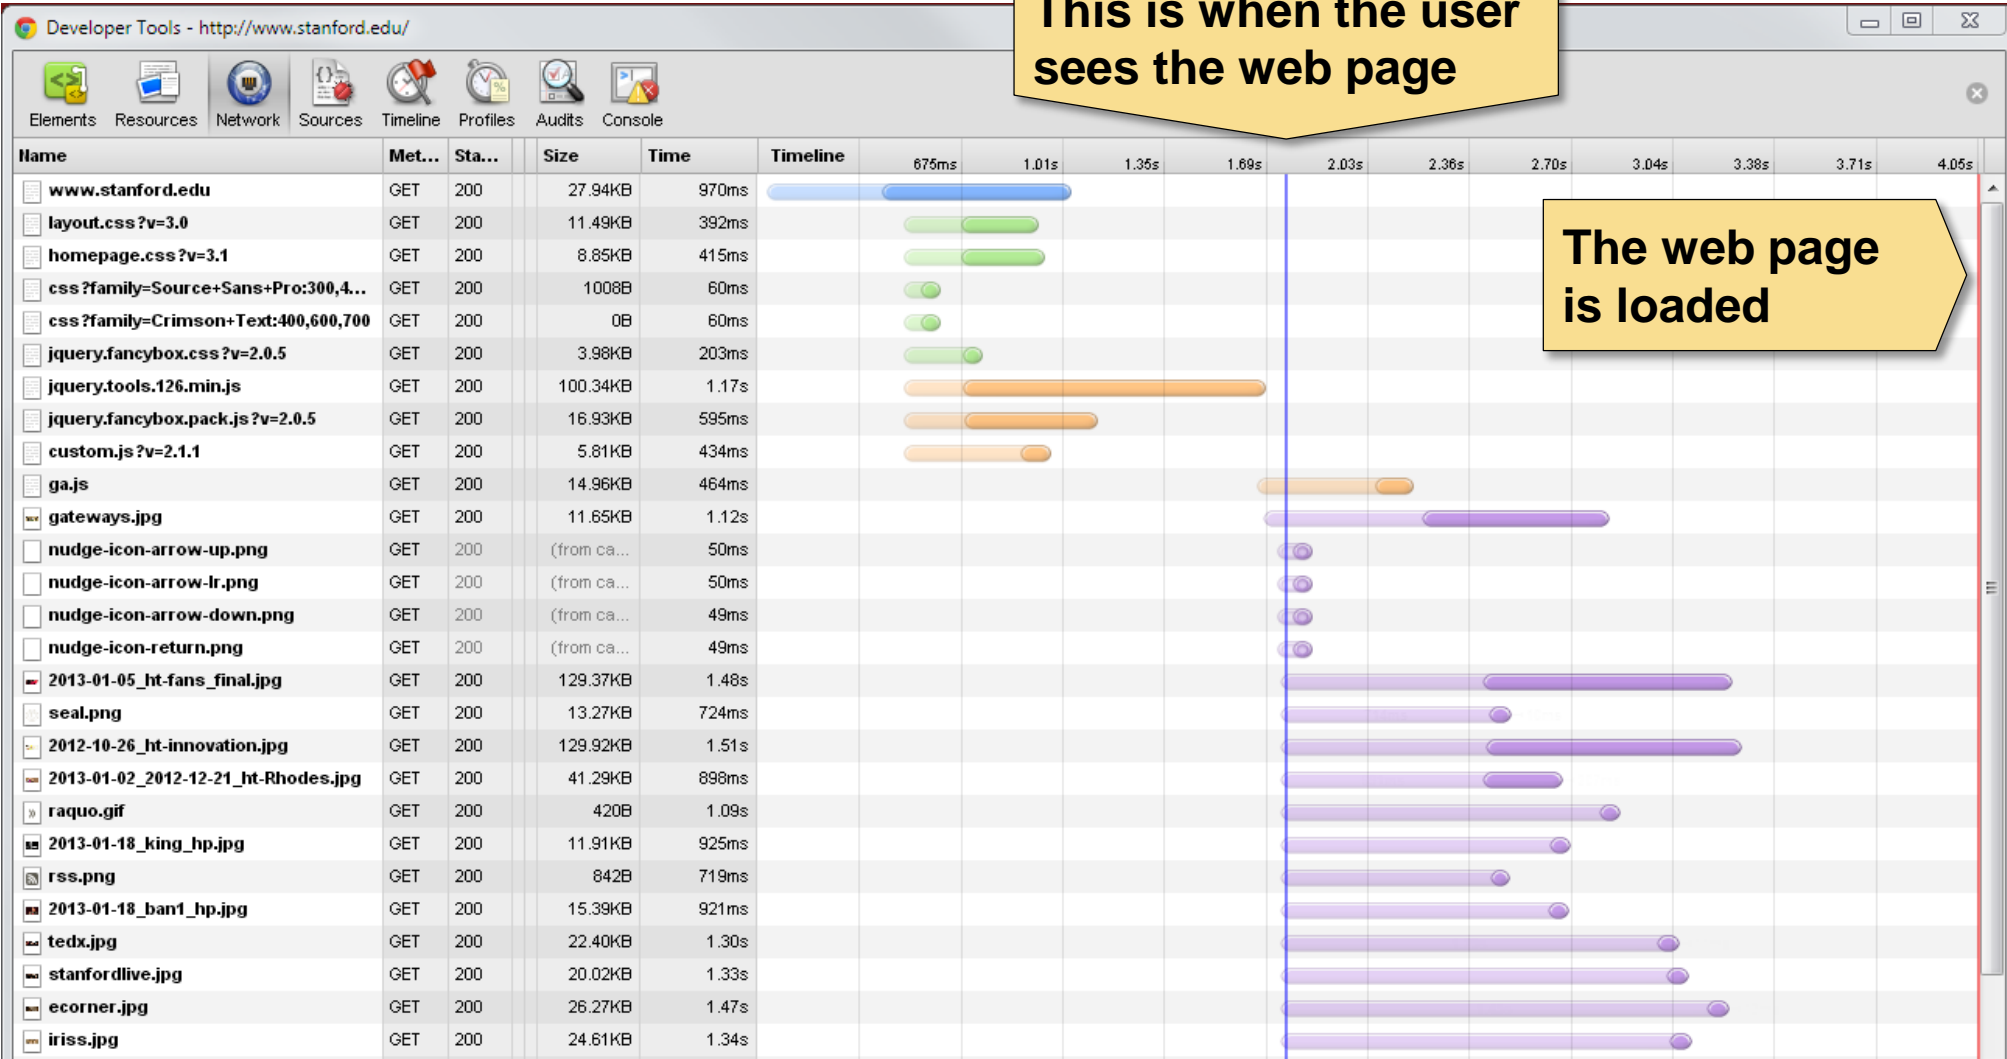 This is when the user
sees the web page
Developer Tools - http://www.stanford.edu/
Elements Resources Network Sources Timeline Profiles Audits Console
Name Met... Sta... Size Time Timeline 675ms 1.01s 1.35s 1.69s 2.03s 2.36s 2.70s 3.04s 3.38s 3.71s 4.05s
www.stanford.edu GET 200 27.94KB 970ms
layout.css?v=3.0 GET 200 11.49KB 392ms
homepage.css?v=3.1 GET 200 8.85KB 415ms
css?family=Source+Sans+Pro:300,4... GET 200 1008B 60ms
css?family=Crimson+Text:400,600,700 GET 200 0B 60ms
jquery.fancybox.css?v=2.0.5 GET 200 3.98KB 203ms
The web page
is loaded
jquery.tools.126.min.js GET 200 100.34KB 1.17s
jquery.fancybox.pack.js?v=2.0.5 GET 200 16.93KB 595ms
custom.js?v=2.1.1 GET 200 5.81KB 434ms
ga.js GET 200 14.96KB 464ms
gateways.jpg GET 200 11.65KB 1.12s
nudge-icon-arrow-up.png GET 200 (from ca... 50ms
nudge-icon-arrow-lr.png GET 200 (from ca... 50ms
nudge-icon-arrow-down.png GET 200 (from ca... 49ms
nudge-icon-return.png GET 200 (from ca... 49ms
2013-01-05_ht-fans_final.jpg GET 200 129.37KB 1.48s
seal.png GET 200 13.27KB 724ms
2012-10-26_ht-innovation.jpg GET 200 129.92KB 1.51s
2013-01-02_2012-12-21_ht-Rhodes.jpg GET 200 41.29KB 898ms
raquo.gif GET 200 420B 1.09s
2013-01-18_king_hp.jpg GET 200 11.91KB 925ms
rss.png GET 200 842B 719ms
2013-01-18_ban1_hp.jpg GET 200 15.39KB 921ms
tedx.jpg GET 200 22.40KB 1.30s
stanfordlive.jpg GET 200 20.02KB 1.33s
ecorner.jpg GET 200 26.27KB 1.47s
iriss.jpg GET 200 24.61KB 1.34s